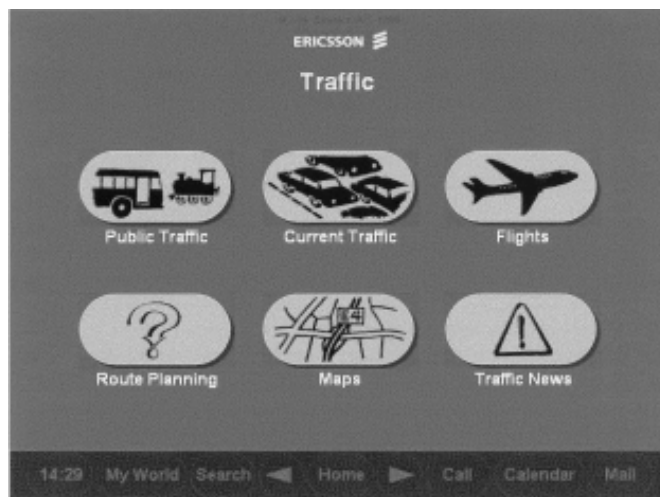 ERICSSON
Traffic
Public Traffic
Current Traffic
Flights
4
Route Planning
Maps
Traffic News
14:29 My World Search Home Call Calendar Mail